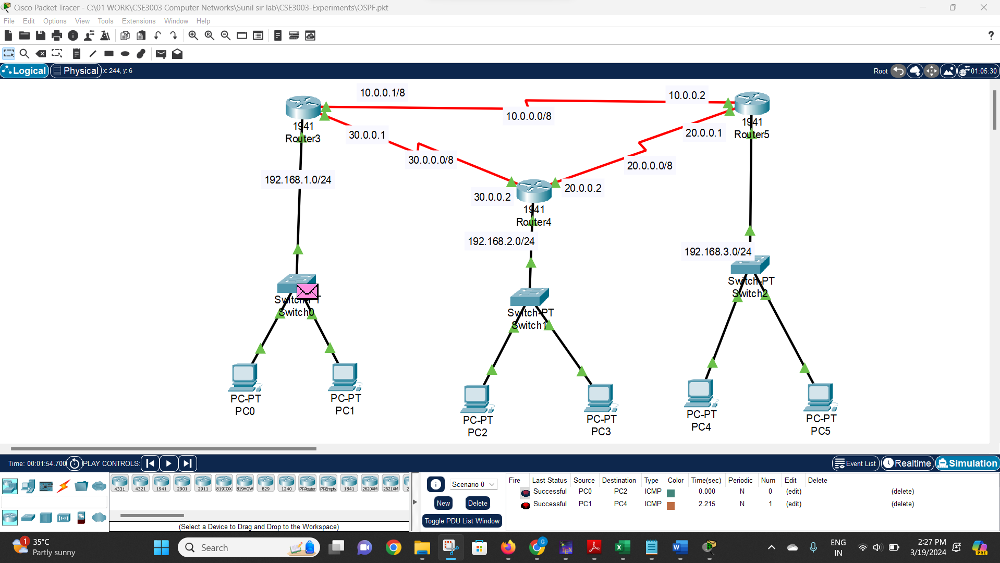 Cisco Packet Tracer - C:\01 WORK\CSE3003 Computer Networks\Sunil sir lab\CSE3003-Experiments\OSPF.pkt
File Edit Options View Tools Extensions Window Help
?
Logical Physical x: 244, y: 6 Root 01:05:30
10.0.0.1/8
10.0.0.2
10.0.0.0/8
1941
Router3
1941
Router5
30.0.0.1
20.0.0.1
30.0.0.0/8
20.0.0.0/8
192.168.1.0/24
20.0.0.2
30.0.0.2
1941
Router4
192.168.2.0/24
192.168.3.0/24
Switch-PT
Switch2
Switch-PT
Switch0
Switch-PT
Switch1
PC-PT
PC0
PC-PT
PC1
PC-PT
PC2
PC-PT
PC3
PC-PT
PC4
PC-PT
PC5
Time: 00:01:54.700 PLAY CONTROLS: Event List Realtime Simulation
4331 4321 1941 2901 2911 819IOX 819HGW 829 1240 PT-Router PT-Empty 1841 2620XM 2621XM 2
(Select a Device to Drag and Drop to the Workspace)
Scenario 0
New Delete
Toggle PDU List Window
Fire Last Status Source Destination Type Color Time(sec) Periodic Num Edit Delete
Successful PC0 PC2 ICMP 0.000 N 0 (edit) (delete)
Successful PC1 PC4 ICMP 2.215 N 1 (edit) (delete)
1
35°C
Partly sunny
Search
G
TEX
X
W
ENG
IN
2:27 PM
3/19/2024
PRE